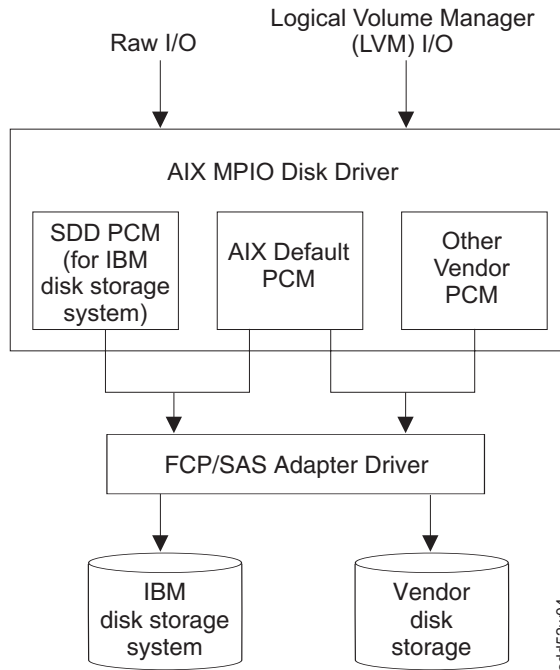 Raw I/O
Logical Volume Manager
(LVM) I/O
AIX MPIO Disk Driver
SDD PCM
(for IBM
disk storage
system)
AIX Default
PCM
Other
Vendor
PCM
FCP/SAS Adapter Driver
IBM
disk storage
system
Vendor
disk
storage